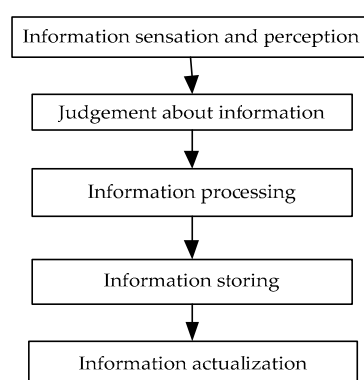 Information sensation and perception
Judgement about information
Information processing
Information storing
Information actualization